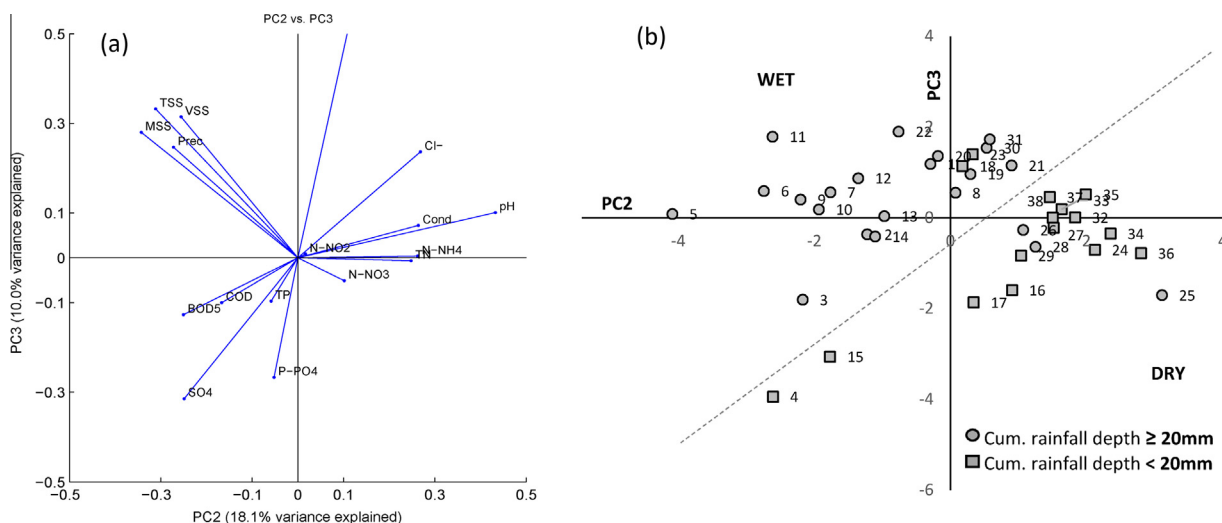 PC2 vs. PC3
(a)
0.5
TSS
VSS
MSS
Prec
Cl-
pH
Cond
N-NO2
N-NH4
TN
N-NO3
TP
COD
BOD5
P-PO4
SO4
0.3
0.1
0
-0.1
-0.3
-0.5
-0.5
-0.3
-0.1
0
0.1
0.3
0.5
PC3 (10.0% variance explained)
PC2 (18.1% variance explained)
(b)
WET
PC3
4
2
0
-2
-4
-6
PC2
-4
-2
0
2
4
22
31
11
20
23
30
1
18
21
12
19
6
7
8
9
38
37
35
33
5
10
13
32
2
14
26
27
34
28
24
29
36
3
17
16
25
15
4
DRY
Cum. rainfall depth ≥ 20mm
Cum. rainfall depth < 20mm